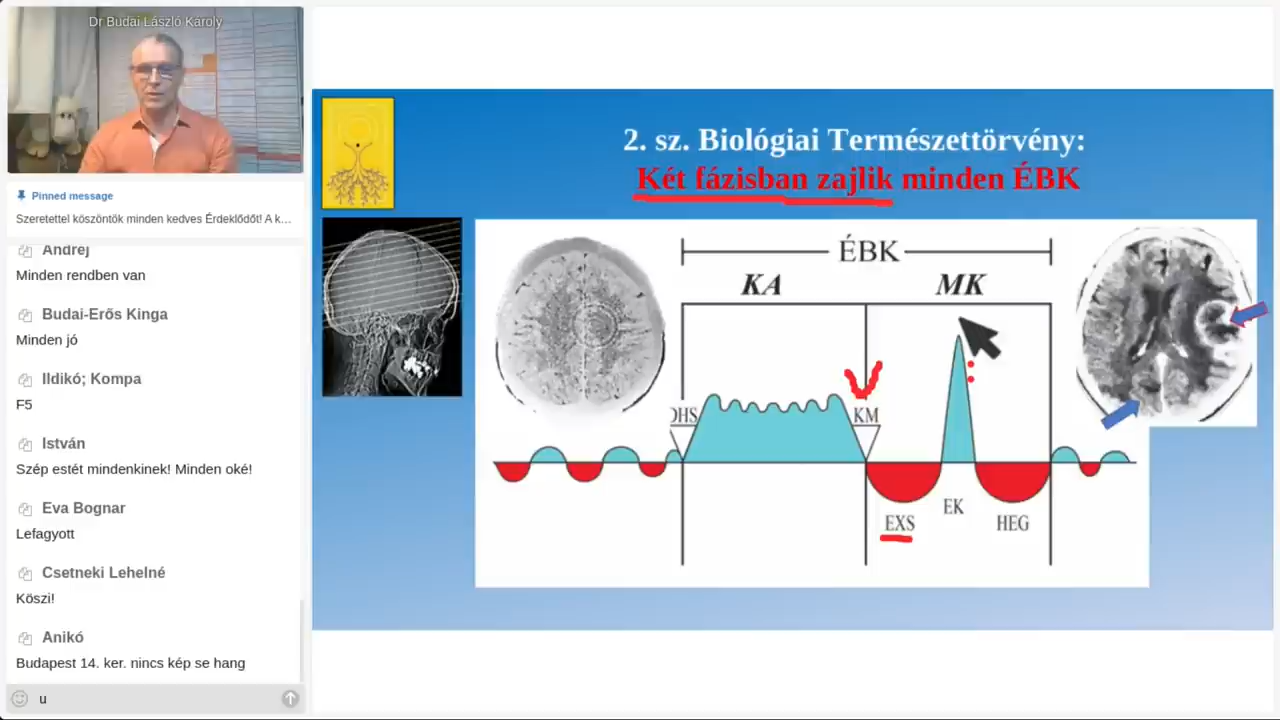 Dr Budai László Károly
Pinned message
Szeretettel köszöntök minden kedves Érdeklődőt! A k...
Andrej
Minden rendben van
Budai-Erős Kinga
Minden jó
Ildikó; Kompa
F5
István
Szép estét mindenkinek! Minden oké!
Eva Bognar
Lefagyott
Csetneki Lehelné
Köszi!
Anikó
Budapest 14. ker. nincs kép se hang
u
2. sz. Biológiai Természettörvény:
Két fázisban zajlik minden ÉBK
ÉBK
KA MK
DHS KM
EXS EK HEG